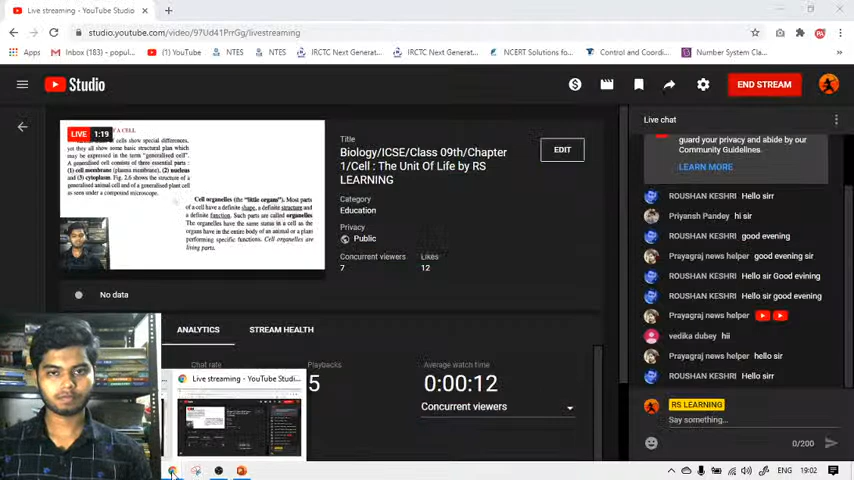 Live streaming - YouTube Studio
studio.youtube.com/video/97Ud41PrrGg/livestreaming
Apps
Inbox (183) - popul...
(1) YouTube
NTES
NTES
IRCTC Next Generat...
IRCTC Next Generat...
NCERT Solutions for...
Control and Coordi...
Number System Clas...
PA
Studio
END STREAM
LIVE 1:19
A CELL
cells show special differences,
yet they all show some basic structural plan which
may be expressed in the term "generalised cell".
A generalised cell consists of three essential parts :
(1) cell membrane (plasma membrane), (2) nucleus
and (3) cytoplasm. Fig. 2.6 shows the structure of a
generalised animal cell and of a generalised plant cell
as seen under a compound microscope.
Cell organelles (the "little organs"). Most parts
of a cell have a definite shape, a definite structure and
a definite function. Such parts are called organelles
The organelles have the same status in a cell as the
organs have in the entire body of an animal or a plant
performing specific functions. Cell organelles are
living parts.
Title
Biology/ICSE/Class 09th/Chapter
1/Cell : The Unit Of Life by RS
LEARNING
EDIT
Category
Education
Privacy
Public
Concurrent viewers
7
Likes
12
No data
ANALYTICS
STREAM HEALTH
Chat rate
Playbacks
5
Average watch time
0:00:12
Concurrent viewers
Live streaming - YouTube Studi...
Live chat
guard your privacy and abide by our
Community Guidelines.
LEARN MORE
ROUSHAN KESHRI Hello sirr
Priyansh Pandey hi sir
ROUSHAN KESHRI good evening
Prayagraj news helper good evening sir
ROUSHAN KESHRI Hello sir Good evining
ROUSHAN KESHRI Hello sir good evening
Prayagraj news helper
vedika dubey hii
Prayagraj news helper hello sir
ROUSHAN KESHRI Hello sirr
RS LEARNING
Say something...
0/200
ENG
19:02